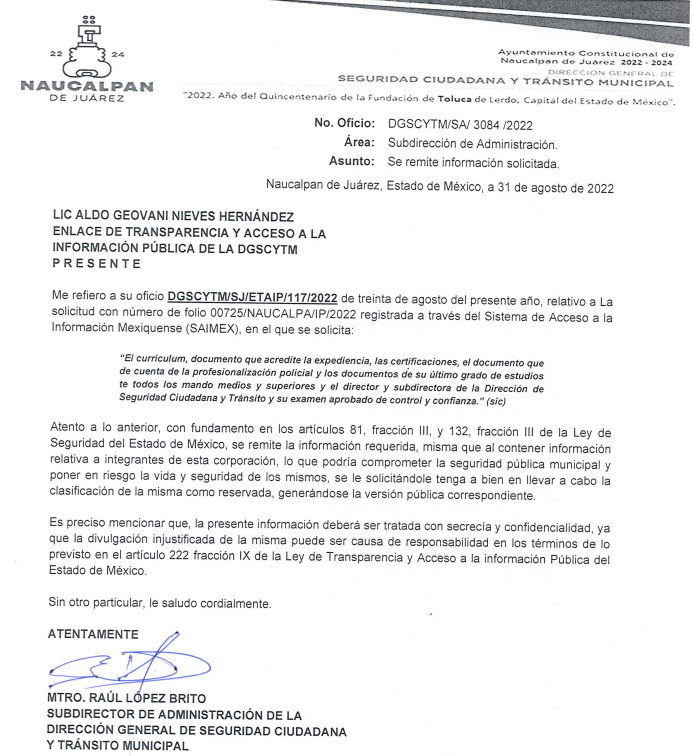 22 24
NAUCALPAN
DE JUÁREZ
Ayuntamiento Constitucional de
Naucalpan de Juárez 2022 - 2024
DIRECCIÓN GENERAL DE
SEGURIDAD CIUDADANA Y TRÁNSITO MUNICIPAL
"2022. Año del Quincentenario de la Fundación de Toluca de Lerdo, Capital del Estado de México".
No. Oficio: DGSCYTM/SA/ 3084 /2022
Área: Subdirección de Administración.
Asunto: Se remite información solicitada.
Naucalpan de Juárez, Estado de México, a 31 de agosto de 2022
LIC ALDO GEOVANI NIEVES HERNÁNDEZ
ENLACE DE TRANSPARENCIA Y ACCESO A LA
INFORMACIÓN PÚBLICA DE LA DGSCYTM
P R E S E N T E
Me refiero a su oficio DGSCYTM/SJ/ETAIP/117/2022 de treinta de agosto del presente año, relativo a La
solicitud con número de folio 00725/NAUCALPA/IP/2022 registrada a través del Sistema de Acceso a la
Información Mexiquense (SAIMEX), en el que se solicita:
"El curriculum, documento que acredite la expediencia, las certificaciones, el documento que
de cuenta de la profesionalización policial y los documentos de su último grado de estudios
te todos los mando medios y superiores y el director y subdirectora de la Dirección de
Seguridad Ciudadana y Tránsito y su examen aprobado de control y confianza." (sic)
Atento a lo anterior, con fundamento en los artículos 81, fracción III, y 132, fracción III de la Ley de
Seguridad del Estado de México, se remite la información requerida, misma que al contener información
relativa a integrantes de esta corporación, lo que podría comprometer la seguridad pública municipal y
poner en riesgo la vida y seguridad de los mismos, se le solicitándole tenga a bien en llevar a cabo la
clasificación de la misma como reservada, generándose la versión pública correspondiente.
Es preciso mencionar que, la presente información deberá ser tratada con secrecía y confidencialidad, ya
que la divulgación injustificada de la misma puede ser causa de responsabilidad en los términos de lo
previsto en el artículo 222 fracción IX de la Ley de Transparencia y Acceso a la información Pública del
Estado de México.
Sin otro particular, le saludo cordialmente.
ATENTAMENTE
MTRO. RAÚL LÓPEZ BRITO
SUBDIRECTOR DE ADMINISTRACIÓN DE LA
DIRECCIÓN GENERAL DE SEGURIDAD CIUDADANA
Y TRÁNSITO MUNICIPAL